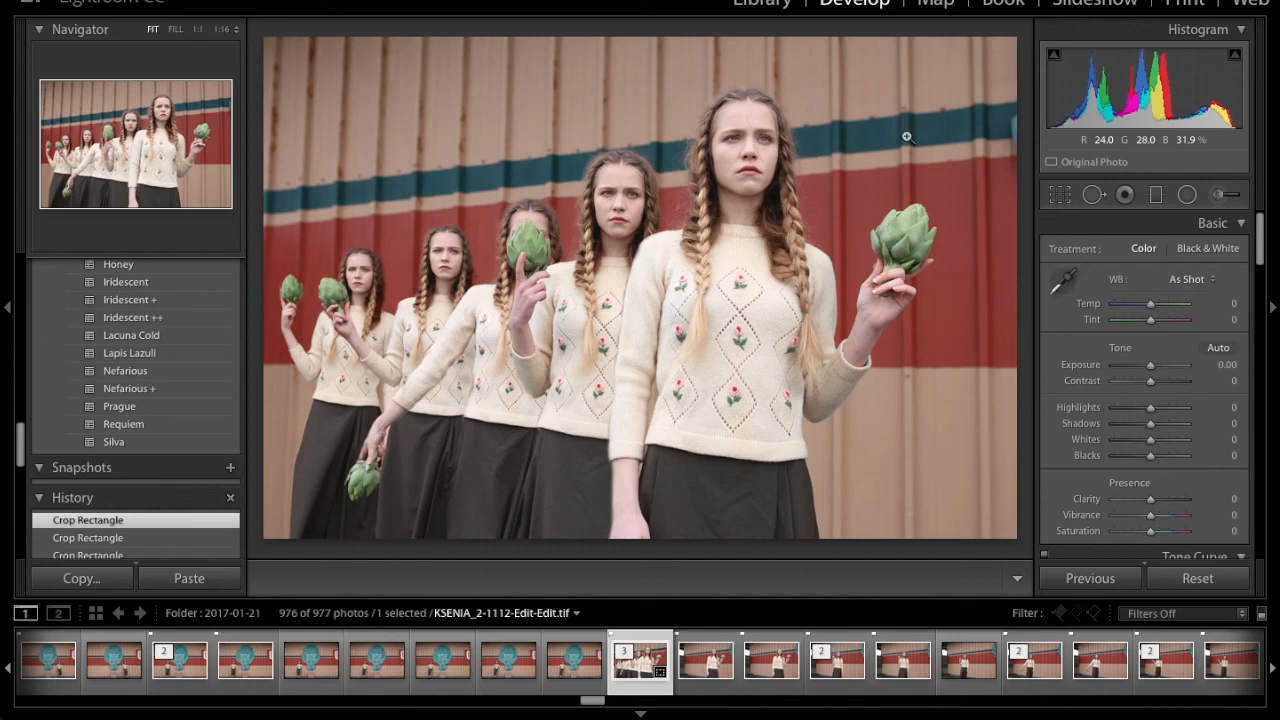 Lightroom CC
Library | Develop | Map | Book | Slideshow | Print | Web
Navigator FIT FILL 1:1 1:16
Honey
Iridescent
Iridescent +
Iridescent ++
Lacuna Cold
Lapis Lazuli
Nefarious
Nefarious +
Prague
Requiem
Silva
Snapshots +
History ×
Crop Rectangle
Crop Rectangle
Crop Rectangle
Copy... Paste
Histogram
R 24.0 G 28.0 B 31.9 %
Original Photo
Basic
Treatment : Color | Black & White
WB : As Shot
Temp 0
Tint 0
Tone Auto
Exposure 0.00
Contrast 0
Highlights 0
Shadows 0
Whites 0
Blacks 0
Presence
Clarity 0
Vibrance 0
Saturation 0
Tone Curve
Previous Reset
1 2 Folder : 2017-01-21 976 of 977 photos / 1 selected / KSENIA_2-1112-Edit-Edit.tif Filter : Filters Off
2 3 2 2 2